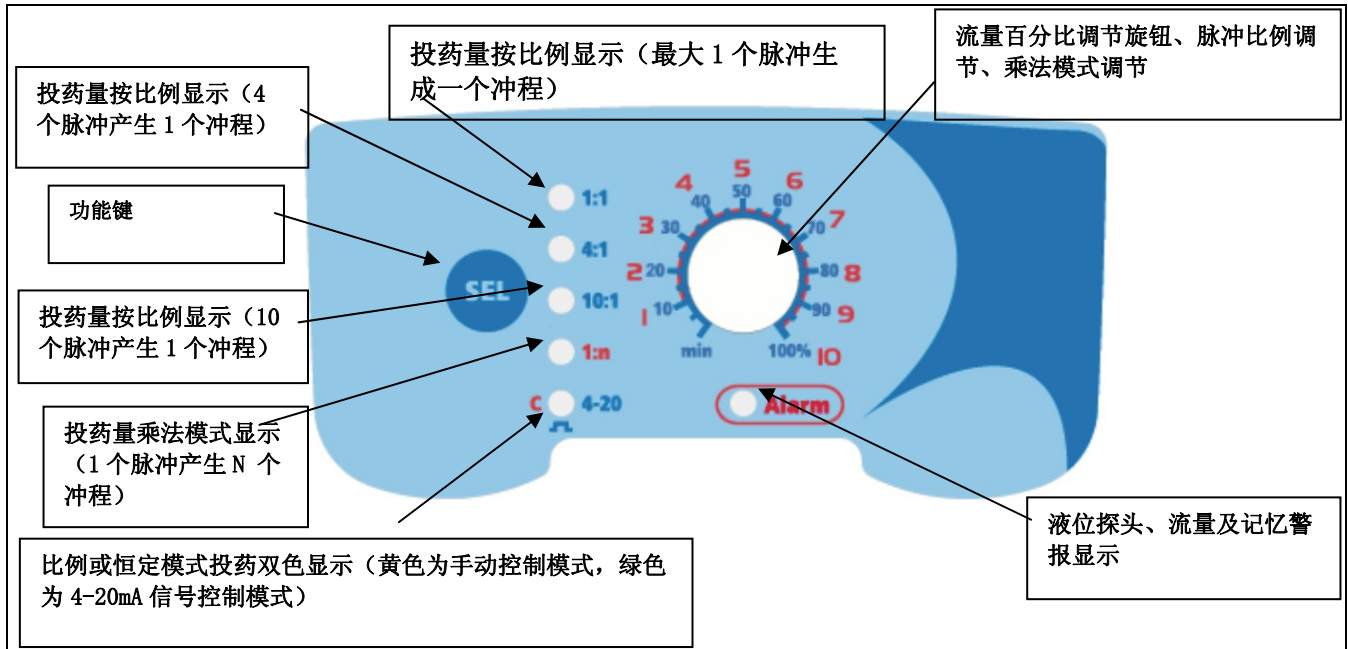 投药量按比例显示（最大 1 个脉冲生
成一个冲程）
流量百分比调节旋钮、脉冲比例调
节、乘法模式调节
投药量按比例显示（4
个脉冲产生 1 个冲程）
功能键
投药量按比例显示（10
个脉冲产生 1 个冲程）
投药量乘法模式显示
（1 个脉冲产生 N 个
冲程）
比例或恒定模式投药双色显示（黄色为手动控制模式，绿色
为 4-20mA 信号控制模式）
液位探头、流量及记忆警
报显示
SEL
1:1
4:1
10:1
1:n
C 4-20
1 2 3 4 5 6 7 8 9 10
min 10 20 30 40 50 60 70 80 90 100%
Alarm